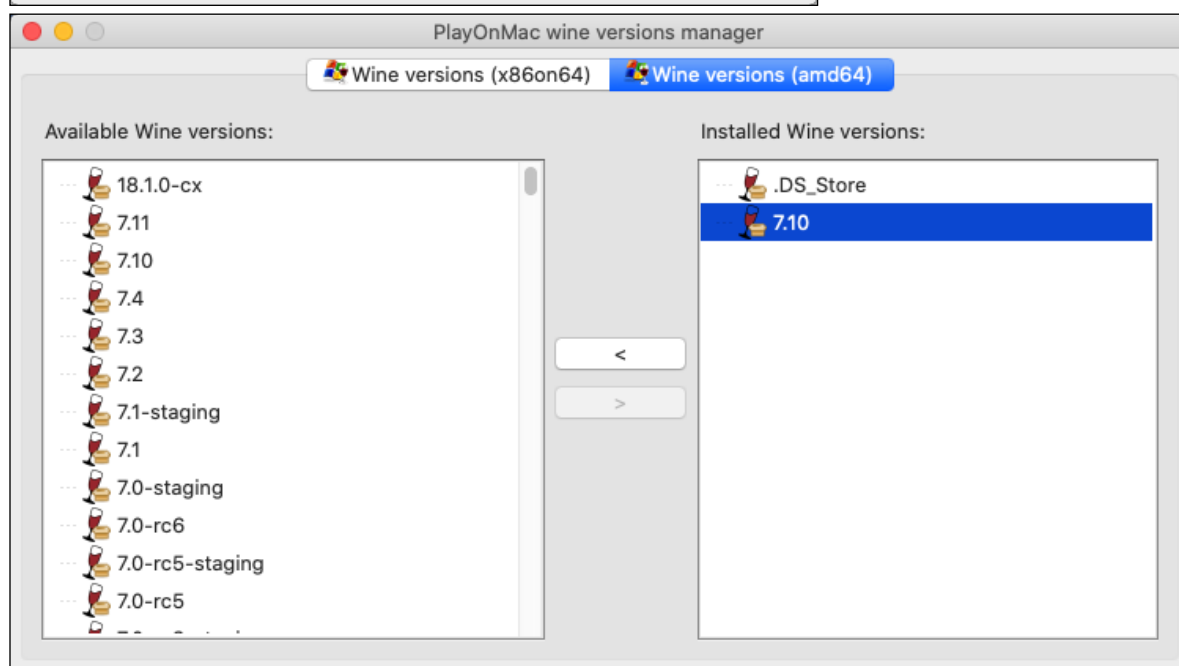 PlayOnMac wine versions manager
Wine versions (x86on64)
Wine versions (amd64)
Available Wine versions:
18.1.0-cx
7.11
7.10
7.4
7.3
7.2
7.1-staging
7.1
7.0-staging
7.0-rc6
7.0-rc5-staging
7.0-rc5
<
>
Installed Wine versions:
.DS_Store
7.10